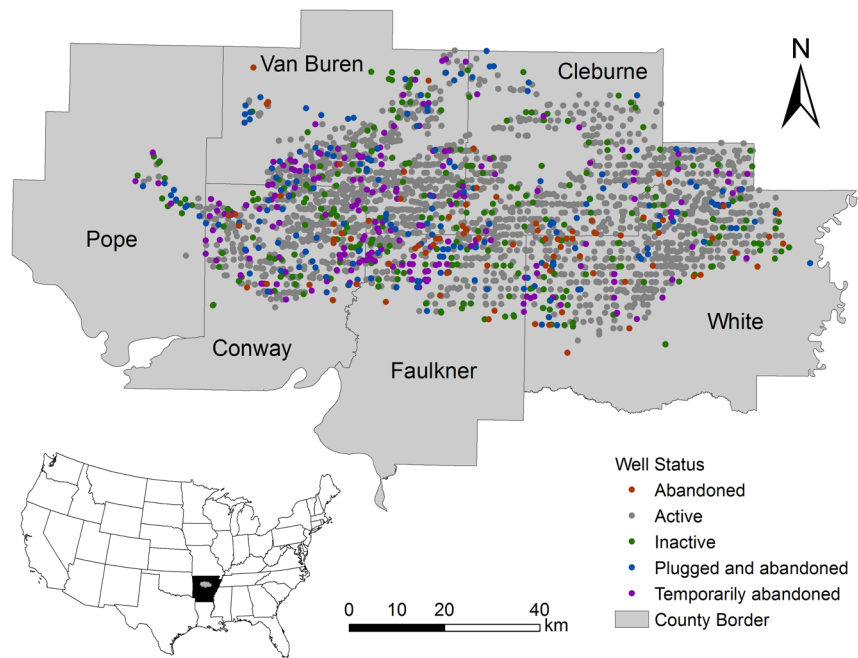 N
Van Buren
Cleburne
Pope
White
Conway
Faulkner
Well Status
Abandoned
Active
Inactive
Plugged and abandoned
Temporarily abandoned
County Border
0 10 20 40
km